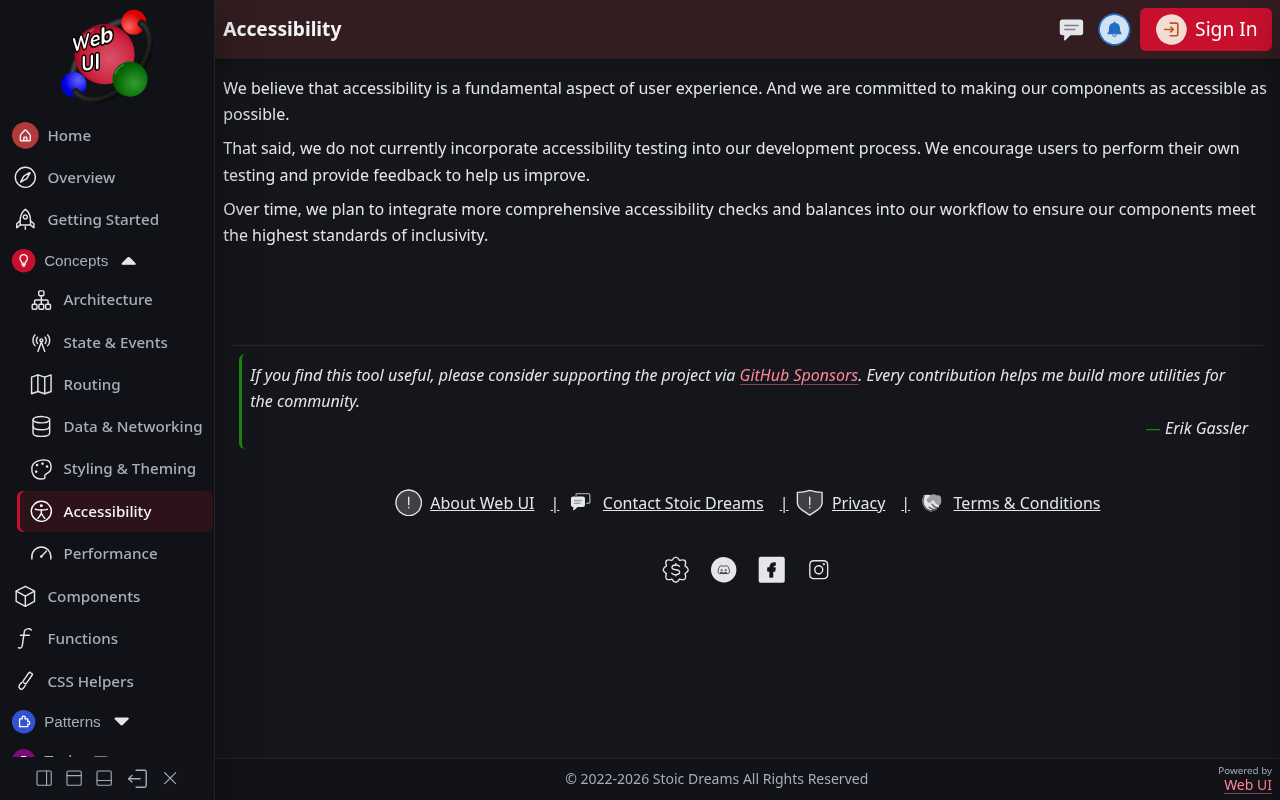 Web
UI
Home
Overview
Getting Started
Concepts
Architecture
State & Events
Routing
Data & Networking
Styling & Theming
Accessibility
Performance
Components
Functions
CSS Helpers
Patterns
Accessibility
Sign In
We believe that accessibility is a fundamental aspect of user experience. And we are committed to making our components as accessible as
possible.
That said, we do not currently incorporate accessibility testing into our development process. We encourage users to perform their own
testing and provide feedback to help us improve.
Over time, we plan to integrate more comprehensive accessibility checks and balances into our workflow to ensure our components meet
the highest standards of inclusivity.
If you find this tool useful, please consider supporting the project via GitHub Sponsors. Every contribution helps me build more utilities for
the community.
— Erik Gassler
About Web UI | Contact Stoic Dreams | Privacy | Terms & Conditions
© 2022-2026 Stoic Dreams All Rights Reserved
Powered by
Web UI